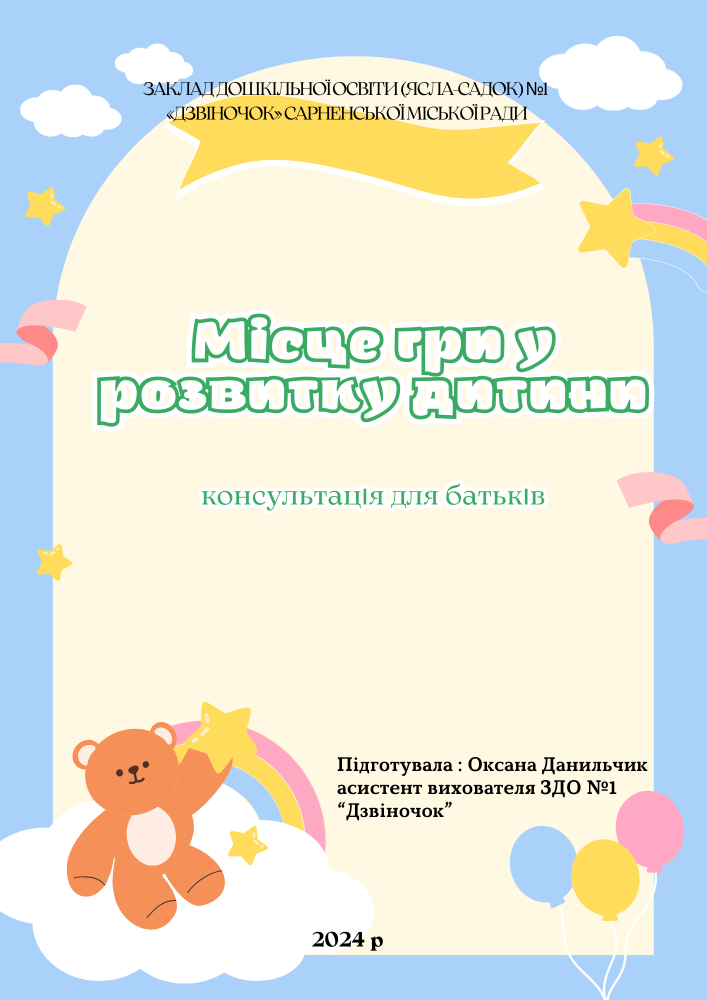 ЗАКЛАД ДОШКІЛЬНОЇ ОСВІТИ (ЯСЛА-САДОК) №1
«ДЗВІНОЧОК» САРНЕНСЬКОЇ МІСЬКОЇ РАДИ
Місце гри у
розвитку дитини
консультація для батьків
Підготувала : Оксана Данильчик
асистент вихователя ЗДО №1
“Дзвіночок”
2024 р